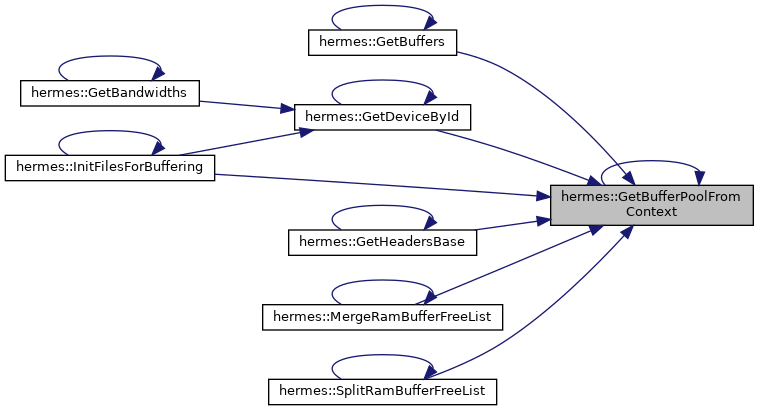 hermes::GetBuffers
hermes::GetBandwidths
hermes::GetDeviceById
hermes::InitFilesForBuffering
hermes::GetBufferPoolFrom
Context
hermes::GetHeadersBase
hermes::MergeRamBufferFreeList
hermes::SplitRamBufferFreeList